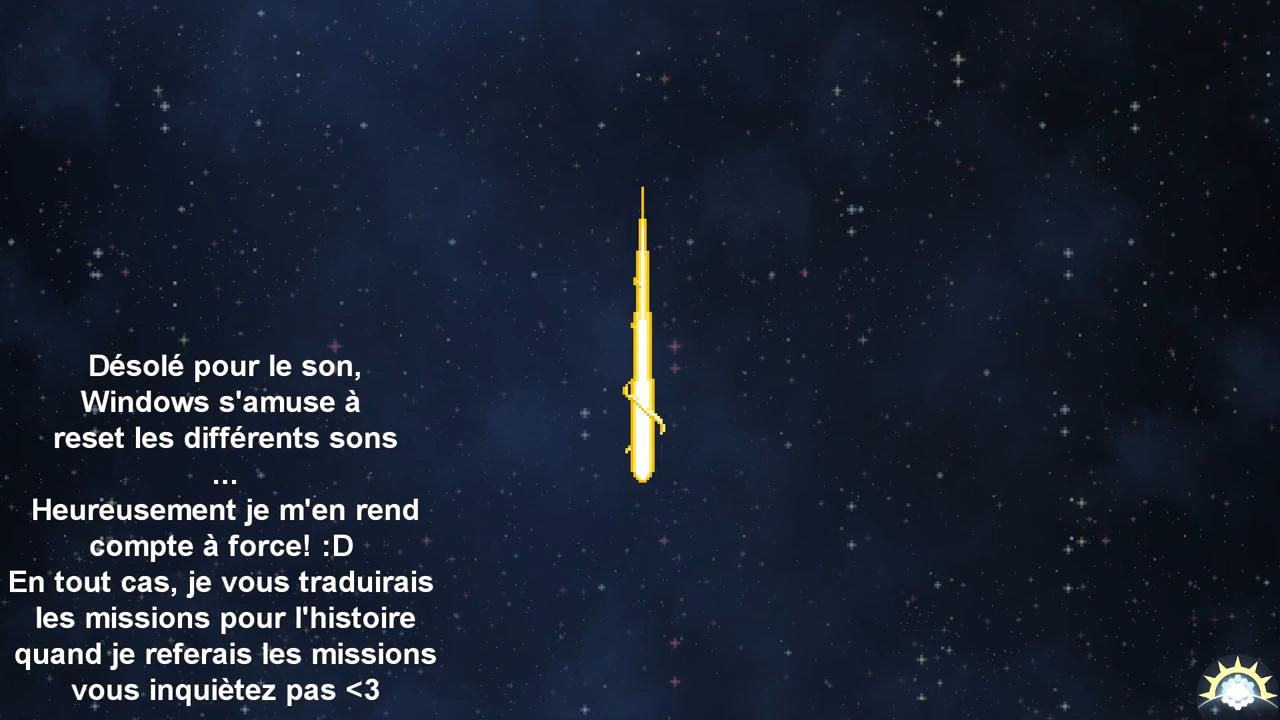 Désolé pour le son,
Windows s'amuse à
reset les différents sons
...
Heureusement je m'en rend
compte à force! :D
En tout cas, je vous traduirais
les missions pour l'histoire
quand je referais les missions
vous inquiètez pas <3